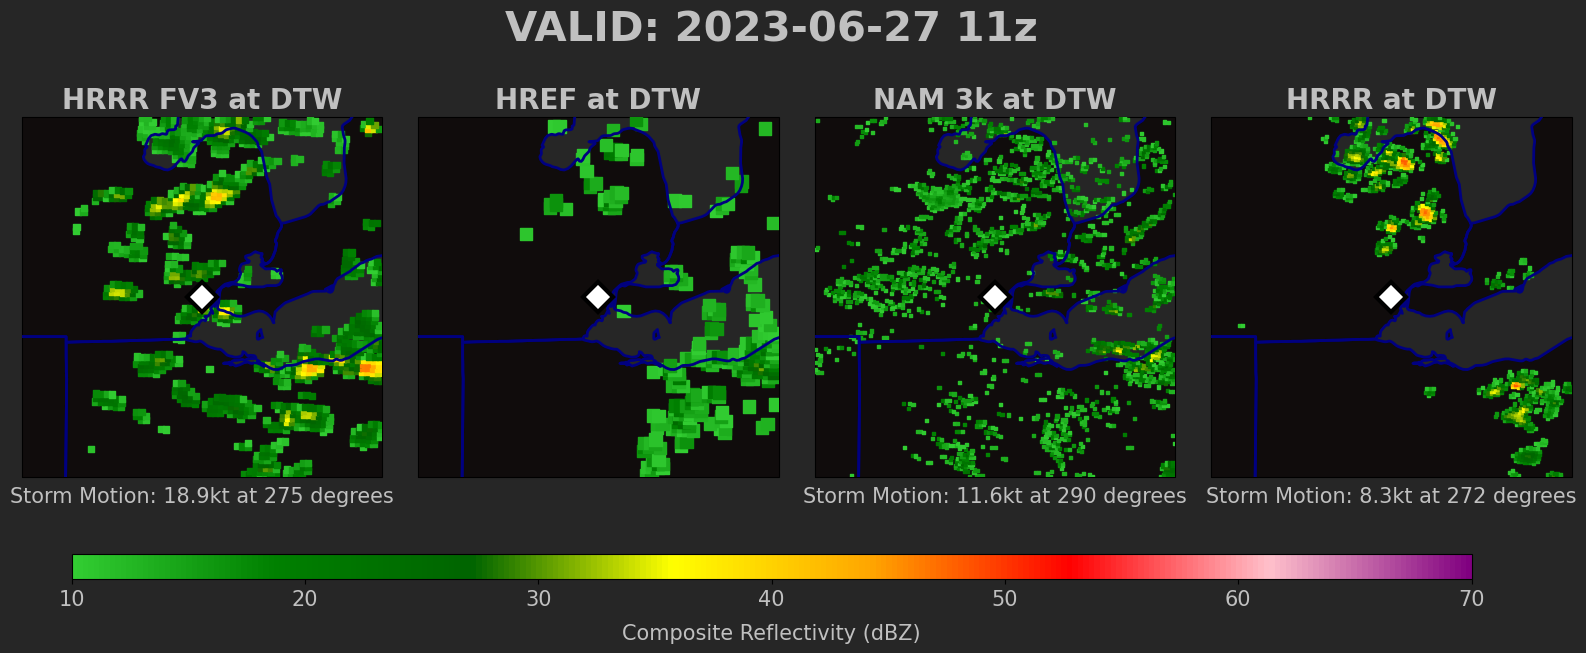 VALID: 2023-06-27 11z
HRRR FV3 at DTW
HREF at DTW
NAM 3k at DTW
HRRR at DTW
Storm Motion: 18.9kt at 275 degrees
Storm Motion: 11.6kt at 290 degrees
Storm Motion: 8.3kt at 272 degrees
10 20 30 40 50 60 70
Composite Reflectivity (dBZ)